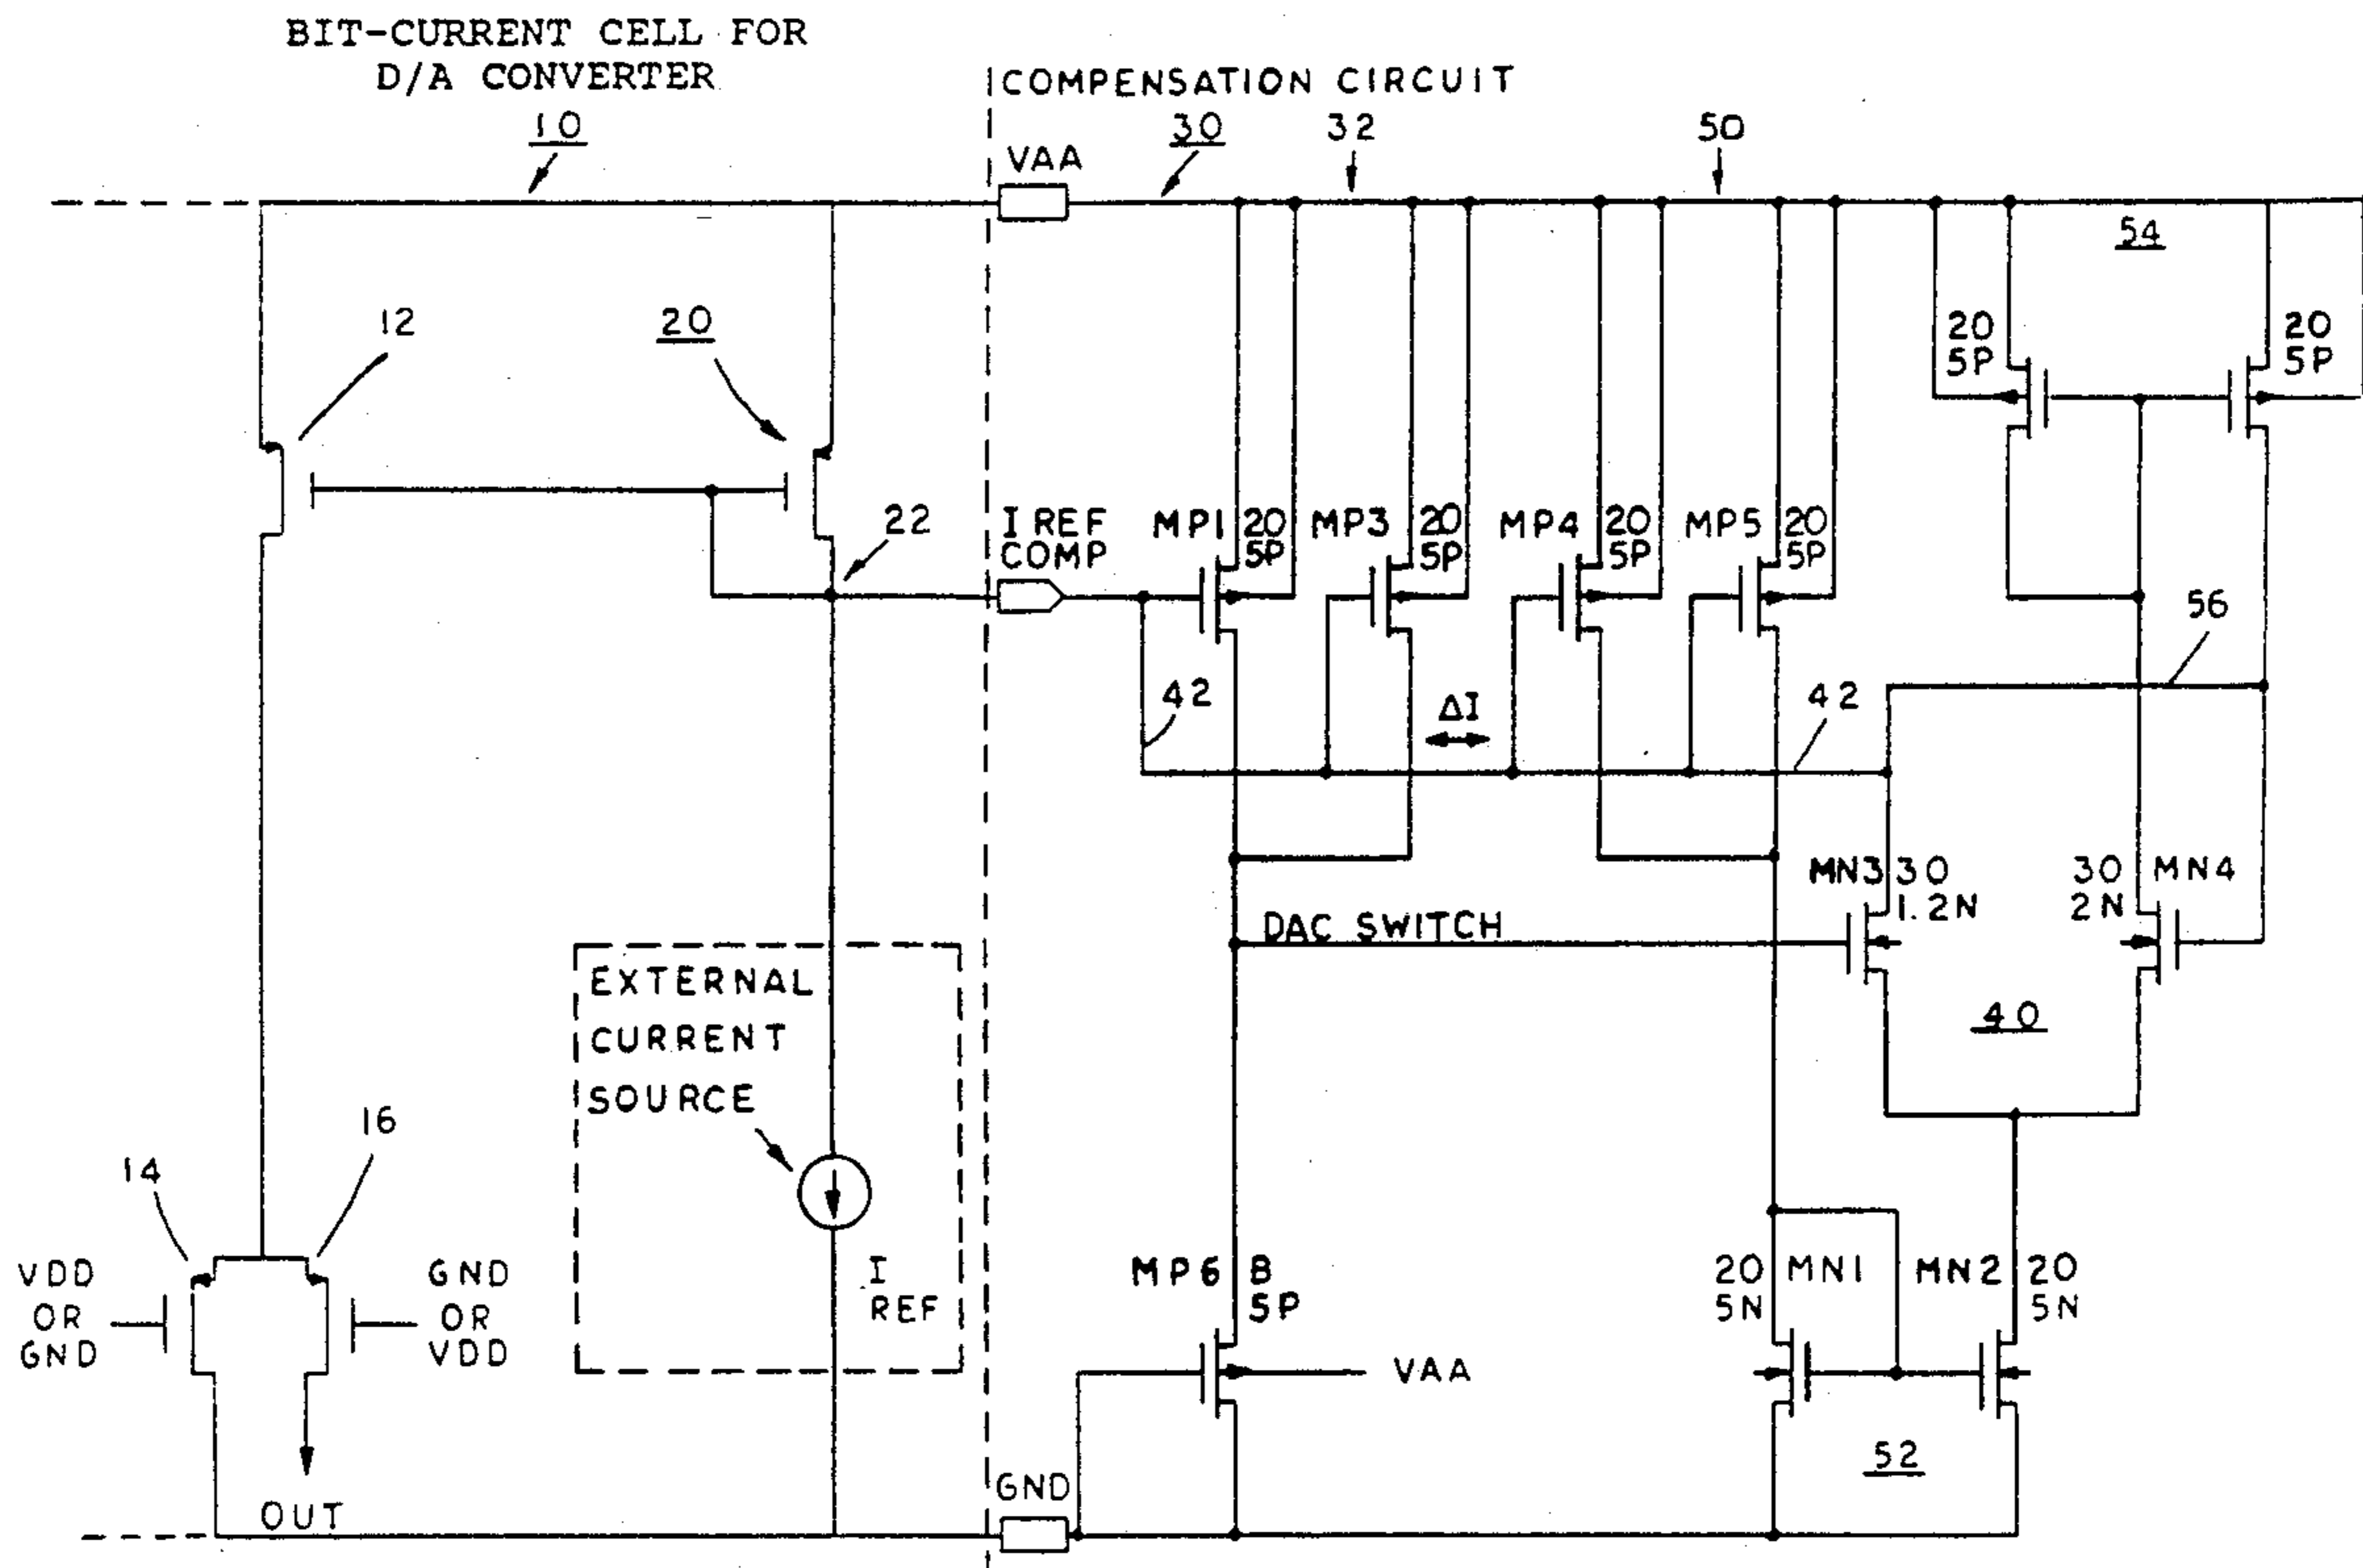 BIT-CURRENT CELL FOR
D/A CONVERTER
10
COMPENSATION CIRCUIT
VAA
30
32
50
54
12
20
22
I REF
COMP
MP1 20
5P
MP3 20
5P
MP4 20
5P
MP5 20
5P
20
5P
20
5P
56
42
ΔI
42
MN3 30
1.2N
30 MN4
2N
DAC SWITCH
40
EXTERNAL
CURRENT
SOURCE
I
REF
14
16
VDD
OR
GND
GND
OR
VDD
OUT
MP6 8
5P
VAA
20 MN1
5N
MN2 20
5N
52
GND